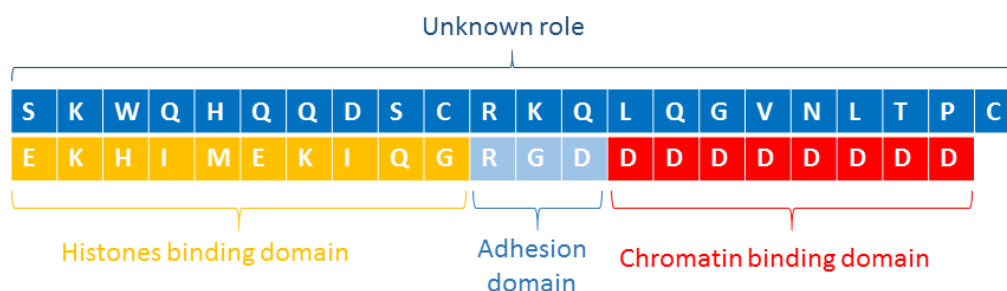 Unknown role
S K W Q H Q Q D S C R K Q L Q G V N L T P C
E K H I M E K I Q G R G D D D D D D D D D
Histones binding domain
Adhesion
domain
Chromatin binding domain